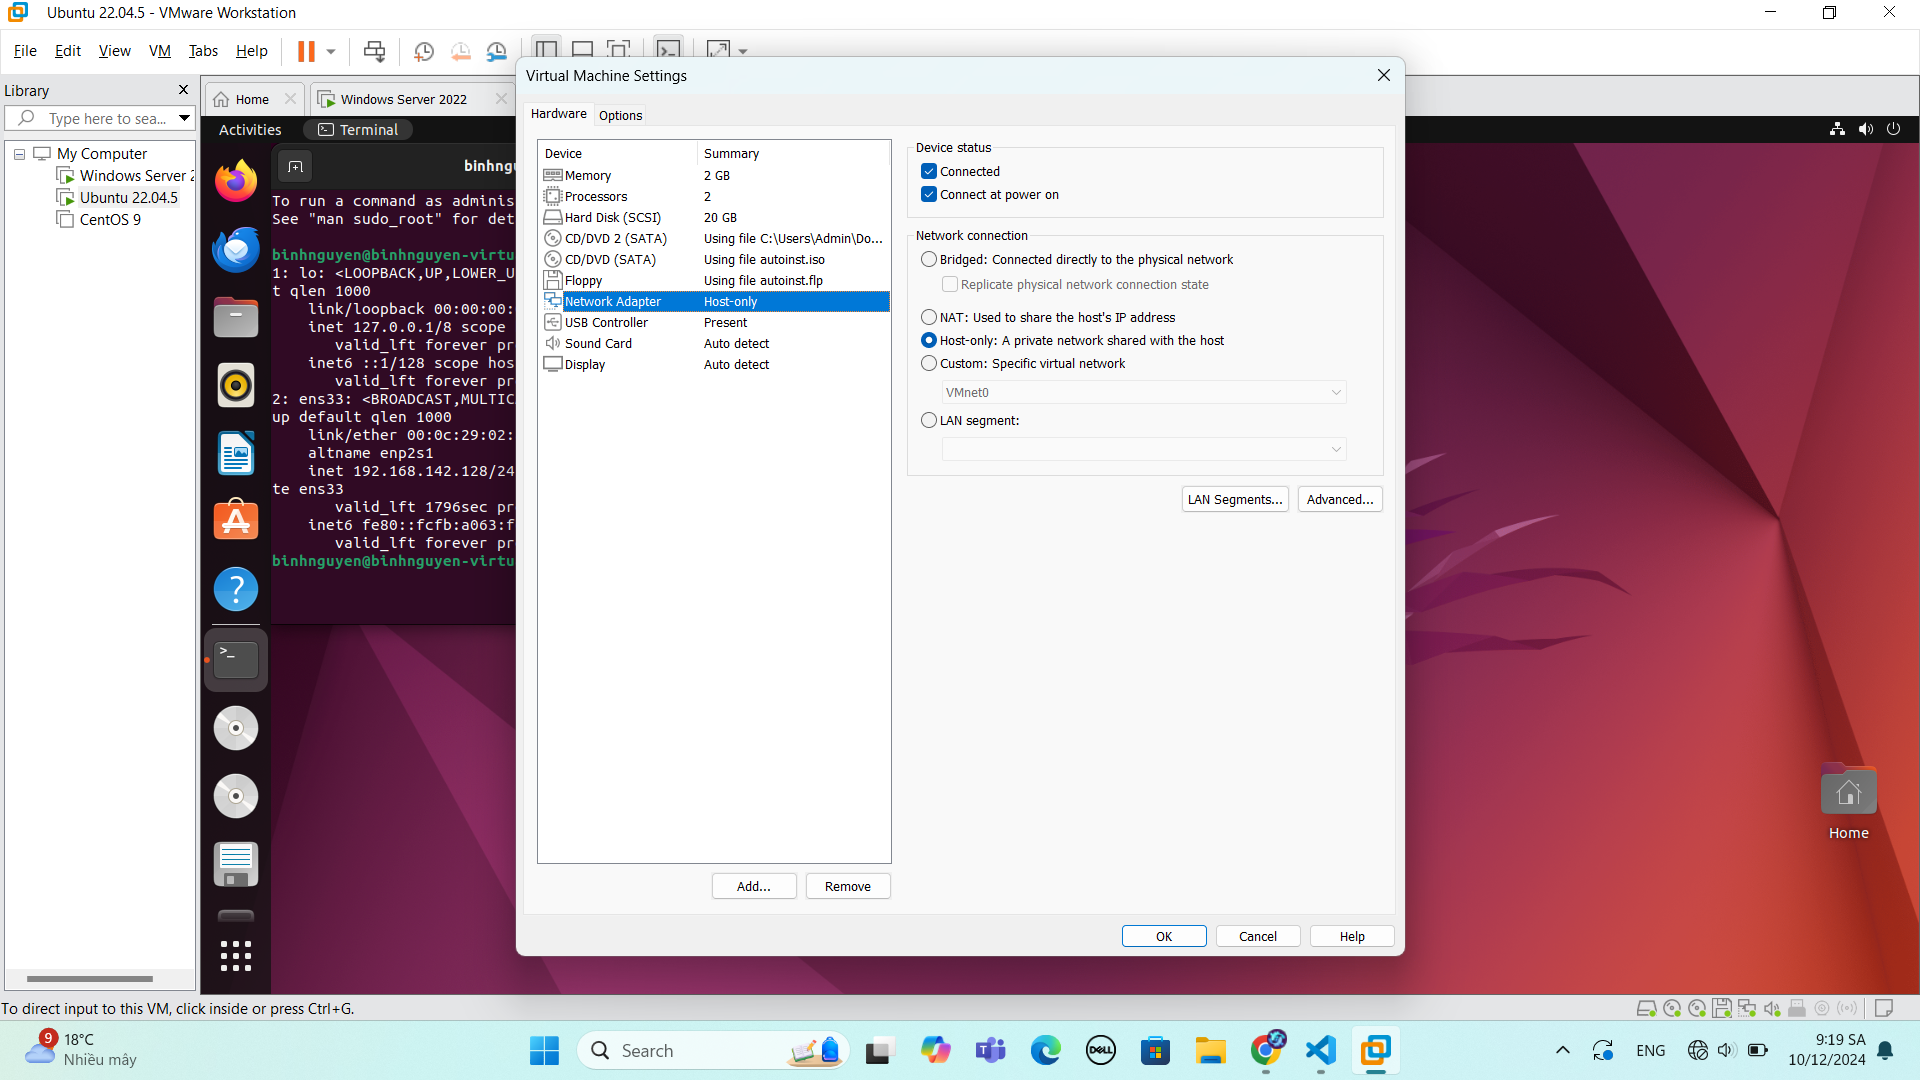 Ubuntu 22.04.5 - VMware Workstation
File Edit View VM Tabs Help
Library
Type here to sea...
My Computer
Windows Server 2
Ubuntu 22.04.5
CentOS 9
Home
Windows Server 2022
Activities
Terminal
binhngu
To run a command as adminis
See "man sudo_root" for det
binhnguyen@binhnguyen-virtu
1: lo: <LOOPBACK,UP,LOWER_U
t qlen 1000
link/loopback 00:00:00:
inet 127.0.0.1/8 scope
valid_lft forever pr
inet6 ::1/128 scope hos
valid_lft forever pr
2: ens33: <BROADCAST,MULTIC
up default qlen 1000
link/ether 00:0c:29:02:
altname enp2s1
inet 192.168.142.128/24
te ens33
valid_lft 1796sec pr
inet6 fe80::fcfb:a063:f
valid_lft forever pr
binhnguyen@binhnguyen-virtu
Virtual Machine Settings
Hardware Options
Device Summary
Memory 2 GB
Processors 2
Hard Disk (SCSI) 20 GB
CD/DVD 2 (SATA) Using file C:\Users\Admin\Do...
CD/DVD (SATA) Using file autoinst.iso
Floppy Using file autoinst.flp
Network Adapter Host-only
USB Controller Present
Sound Card Auto detect
Display Auto detect
Add... Remove
Device status
Connected
Connect at power on
Network connection
Bridged: Connected directly to the physical network
Replicate physical network connection state
NAT: Used to share the host's IP address
Host-only: A private network shared with the host
Custom: Specific virtual network
VMnet0
LAN segment:
LAN Segments... Advanced...
OK Cancel Help
Home
To direct input to this VM, click inside or press Ctrl+G.
9
18°C
Nhiều mây
Search
DELL
ENG
9:19 SA
10/12/2024